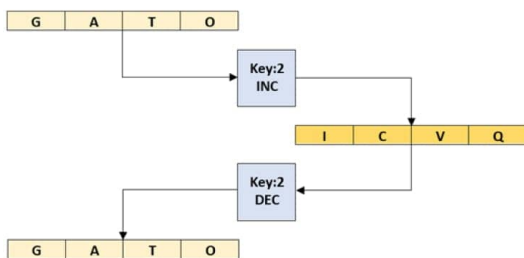 G A T O
Key:2
INC
I C V Q
Key:2
DEC
G A T O